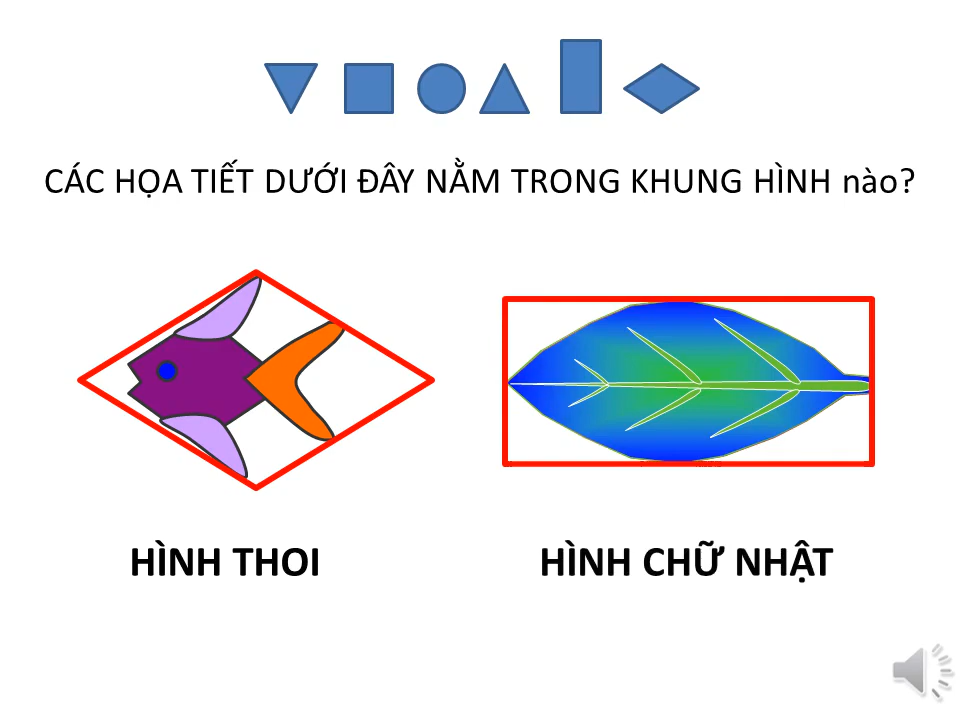 CÁC HỌA TIẾT DƯỚI ĐÂY NẰM TRONG KHUNG HÌNH nào?
HÌNH THOI
HÌNH CHỮ NHẬT